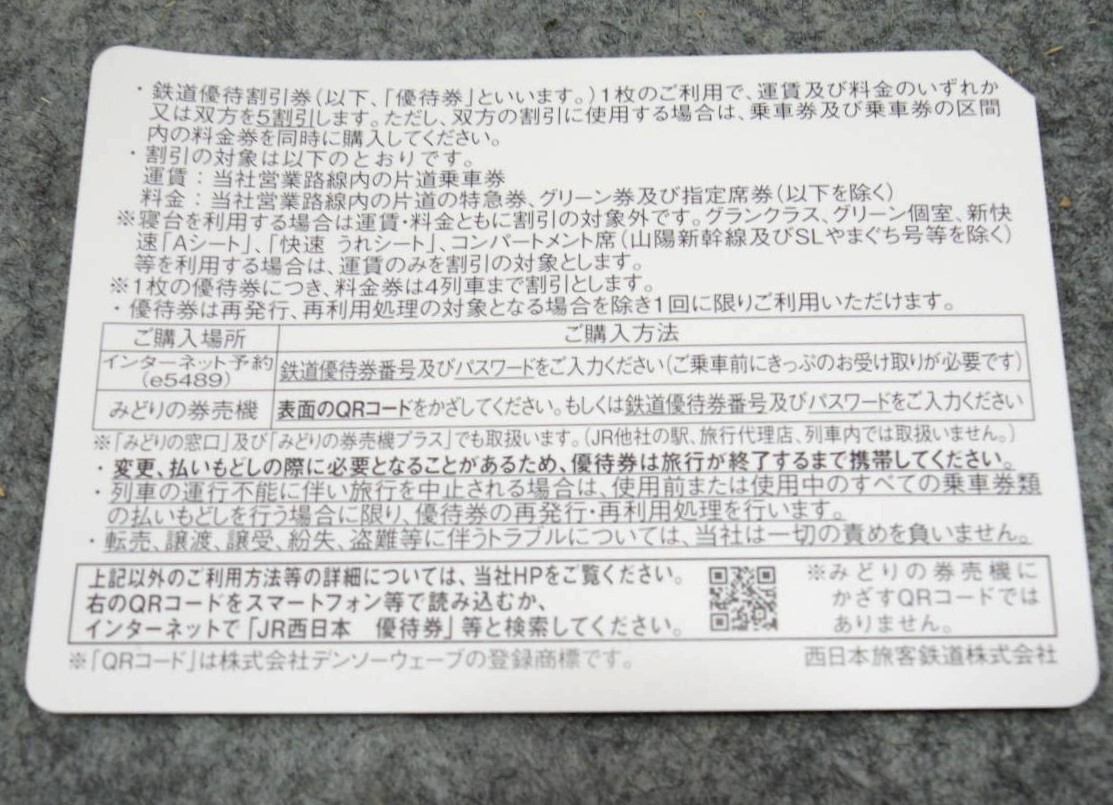 ・鉄道優待割引券(以下、「優待券」といいます。)1枚のご利用で、運賃及び料金のいずれか
又は双方を5割引します。ただし、双方の割引に使用する場合は、乗車券及び乗車券の区間
内の料金券を同時に購入してください。
・割引の対象は以下のとおりです。
運賃：当社営業路線内の片道乗車券
料金：当社営業路線内の片道の特急券、グリーン券及び指定席券(以下を除く)
※寝台を利用する場合は運賃・料金ともに割引の対象外です。グランクラス、グリーン個室、新快
速「Aシート」、「快速 うれシート」、コンパートメント席(山陽新幹線及びSLやまぐち号等を除く)
等を利用する場合は、運賃のみを割引の対象とします。
※1枚の優待券につき、料金券は4列車まで割引とします。
・優待券は再発行、再利用処理の対象となる場合を除き1回に限りご利用いただけます。
ご購入場所 ご購入方法
インターネット予約
(e5489) 鉄道優待券番号及びパスワードをご入力ください(ご乗車前にきっぷのお受け取りが必要です)
みどりの券売機 表面のQRコードをかざしてください。もしくは鉄道優待券番号及びパスワードをご入力ください
※「みどりの窓口」及び「みどりの券売機プラス」でも取扱います。(JR他社の駅、旅行代理店、列車内では取扱いません。)
・変更、払いもどしの際に必要となることがあるため、優待券は旅行が終了するまで携帯してください。
・列車の運行不能に伴い旅行を中止される場合は、使用前または使用中のすべての乗車券類
の払いもどしを行う場合に限り、優待券の再発行・再利用処理を行います。
・転売、譲渡、譲受、紛失、盗難等に伴うトラブルについては、当社は一切の責めを負いません。
上記以外のご利用方法等の詳細については、当社HPをご覧ください。
右のQRコードをスマートフォン等で読み込むか、
インターネットで「JR西日本 優待券」等と検索してください。
※みどりの券売機に
かざすQRコードでは
ありません。
※「QRコード」は株式会社デンソーウェーブの登録商標です。
西日本旅客鉄道株式会社